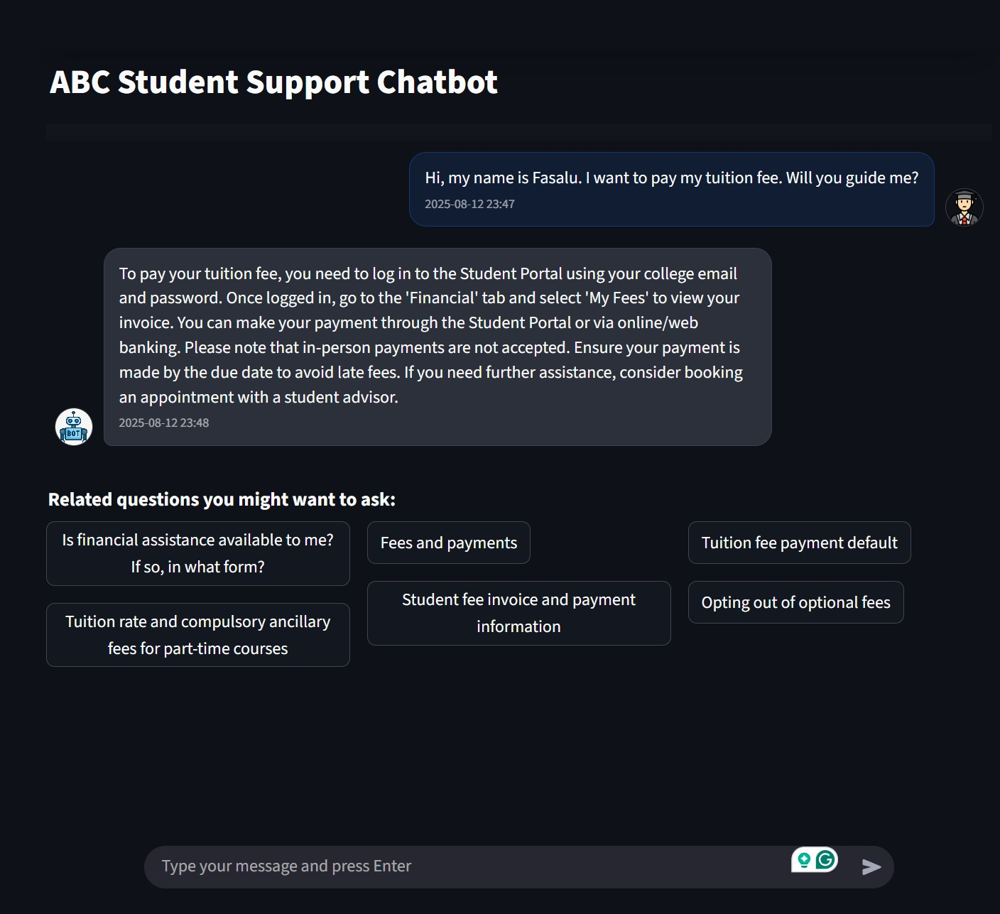 ABC Student Support Chatbot
Hi, my name is Fasalu. I want to pay my tuition fee. Will you guide me?
2025-08-12 23:47
To pay your tuition fee, you need to log in to the Student Portal using your college email
and password. Once logged in, go to the 'Financial' tab and select 'My Fees' to view your
invoice. You can make your payment through the Student Portal or via online/web
banking. Please note that in-person payments are not accepted. Ensure your payment is
made by the due date to avoid late fees. If you need further assistance, consider booking
an appointment with a student advisor.
2025-08-12 23:48
BOT
Related questions you might want to ask:
Is financial assistance available to me?
If so, in what form?
Fees and payments
Tuition fee payment default
Tuition rate and compulsory ancillary
fees for part-time courses
Student fee invoice and payment
information
Opting out of optional fees
Type your message and press Enter
G